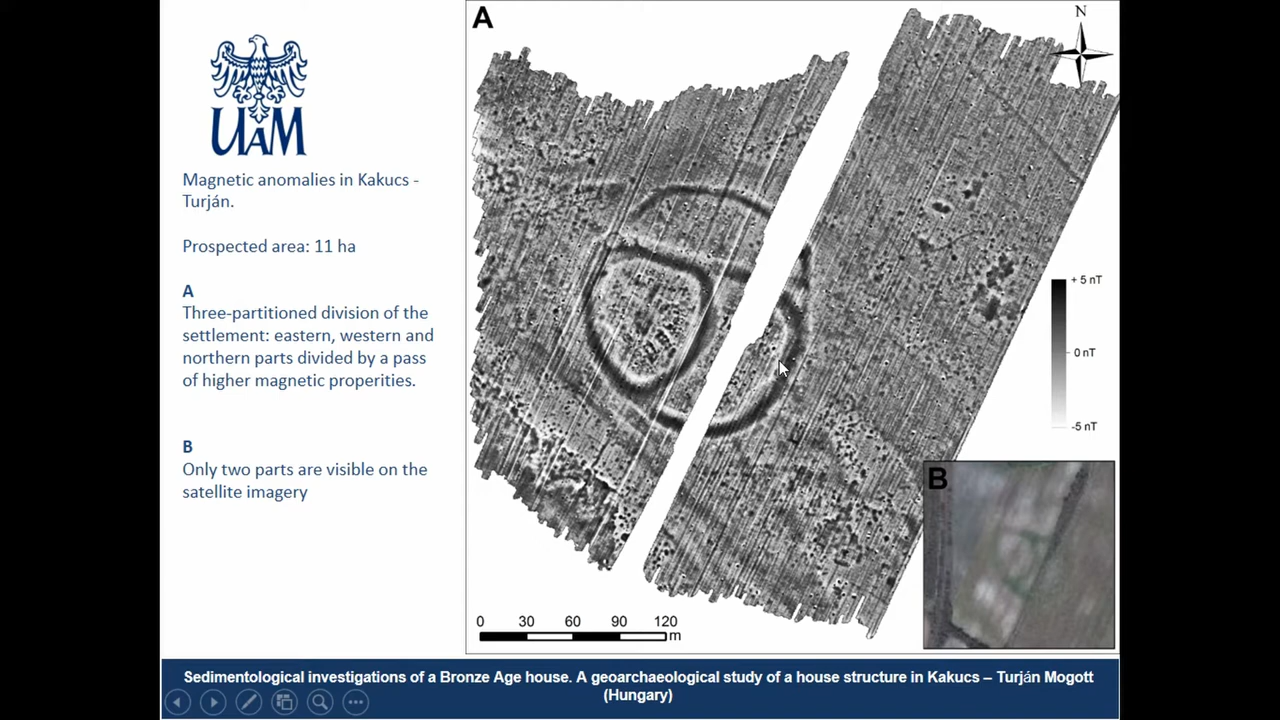 UAM
Magnetic anomalies in Kakucs -
Turján.
Prospected area: 11 ha
A
Three-partitioned division of the
settlement: eastern, western and
northern parts divided by a pass
of higher magnetic properities.
B
Only two parts are visible on the
satellite imagery
A
N
+ 5 nT
0 nT
-5 nT
B
0 30 60 90 120
m
Sedimentological investigations of a Bronze Age house. A geoarchaeological study of a house structure in Kakucs – Turján Mogott
(Hungary)